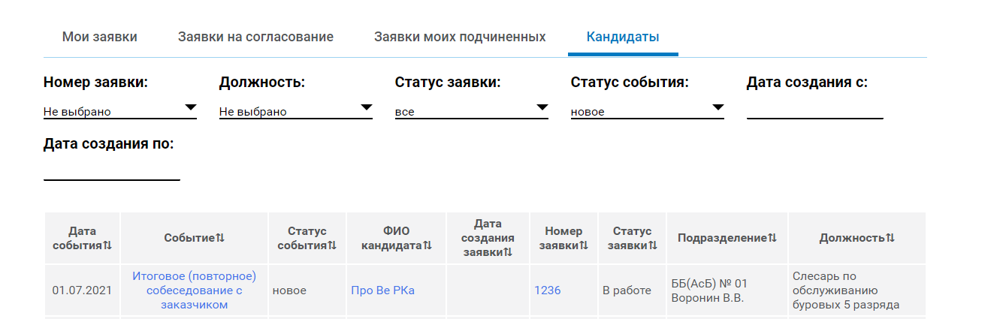 Мои заявки Заявки на согласование Заявки моих подчиненных Кандидаты
Номер заявки: Должность: Статус заявки: Статус события: Дата создания с:
Не выбрано Не выбрано все новое
Дата создания по:
Дата события⇅ Событие⇅ Статус события⇅ ФИО кандидата⇅ Дата создания заявки⇅ Номер заявки⇅ Статус заявки⇅ Подразделение⇅ Должность⇅
01.07.2021 Итоговое (повторное) собеседование с заказчиком новое Про Ве РКа 1236 В работе ББ(АсБ) № 01 Воронин В.В. Слесарь по обслуживанию буровых 5 разряда